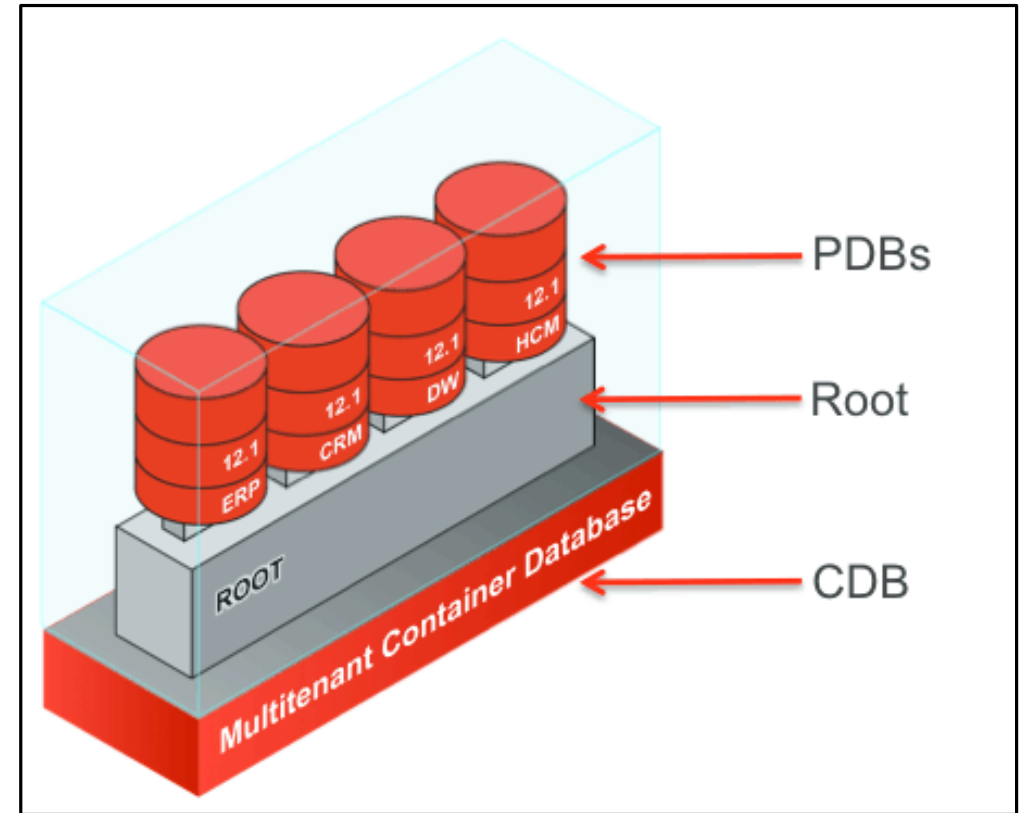 PDBs
12.1
HCM
12.1
DW
12.1
CRM
12.1
ERP
Root
ROOT
CDB
Multitenant Container Database